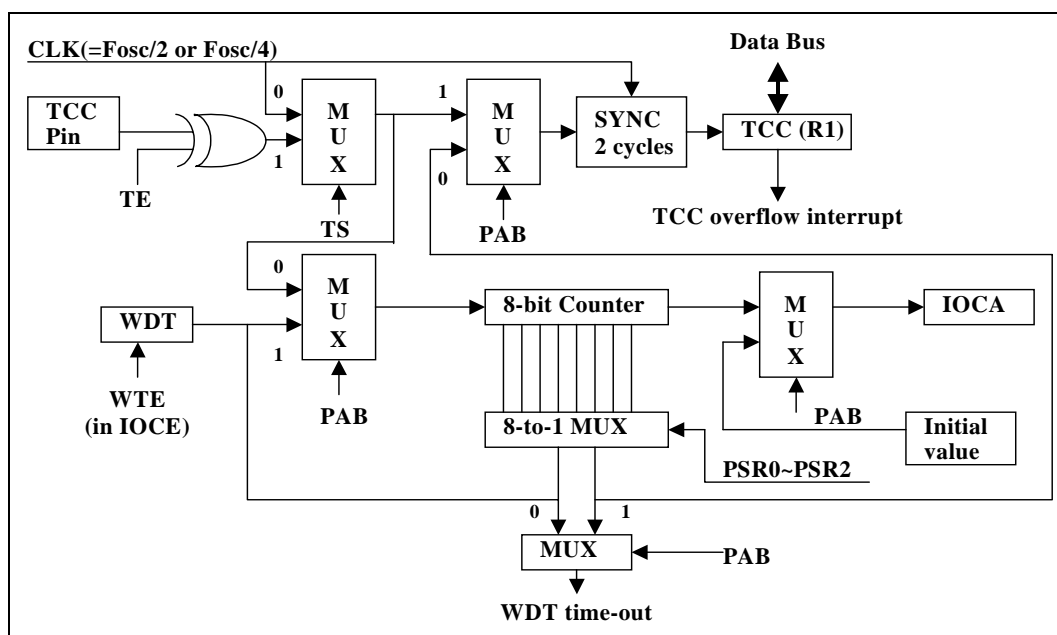 CLK(=Fosc/2 or Fosc/4)
Data Bus
TCC
Pin
0
1
M
U
X
1
0
M
U
X
SYNC
2 cycles
TCC (R1)
TE
TS
PAB
TCC overflow interrupt
0
1
M
U
X
WDT
8-bit Counter
M
U
X
IOCA
WTE
(in IOCE)
PAB
8-to-1 MUX
PAB
Initial
value
PSR0~PSR2
0
1
MUX
PAB
WDT time-out